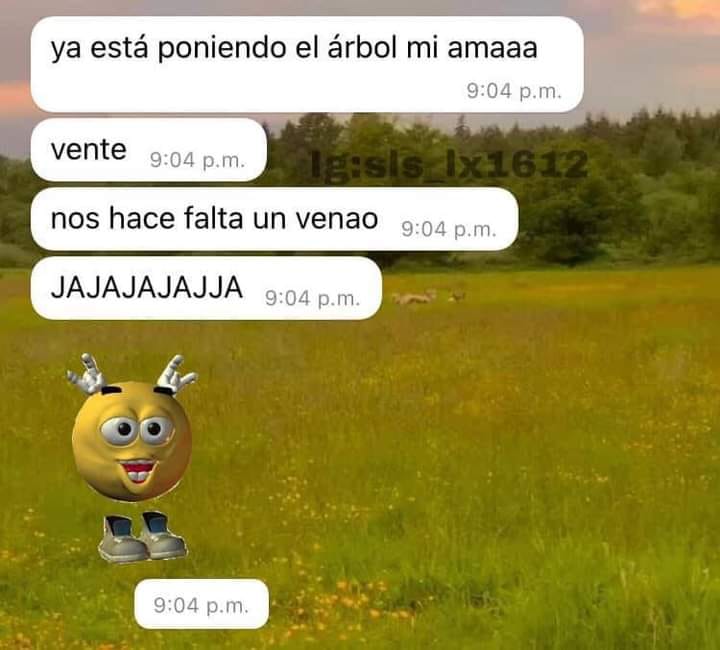 ya está poniendo el árbol mi amaaa
9:04 p.m.
vente 9:04 p.m.
Ig:sls_lx1612
nos hace falta un venao 9:04 p.m.
JAJAJAJAJJA 9:04 p.m.
9:04 p.m.